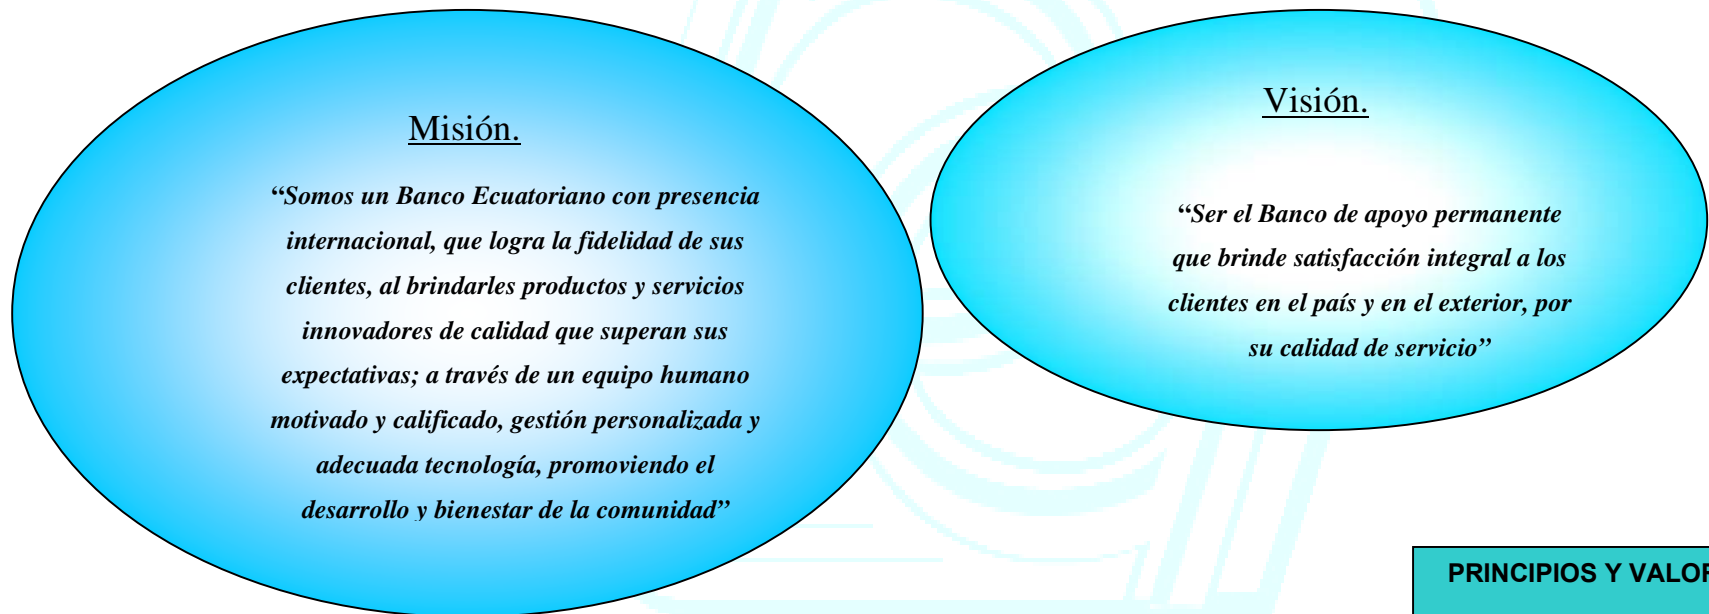 Misión.
“Somos un Banco Ecuatoriano con presencia
internacional, que logra la fidelidad de sus
clientes, al brindarles productos y servicios
innovadores de calidad que superan sus
expectativas; a través de un equipo humano
motivado y calificado, gestión personalizada y
adecuada tecnología, promoviendo el
desarrollo y bienestar de la comunidad”
Visión.
“Ser el Banco de apoyo permanente
que brinde satisfacción integral a los
clientes en el país y en el exterior, por
su calidad de servicio”
PRINCIPIOS Y